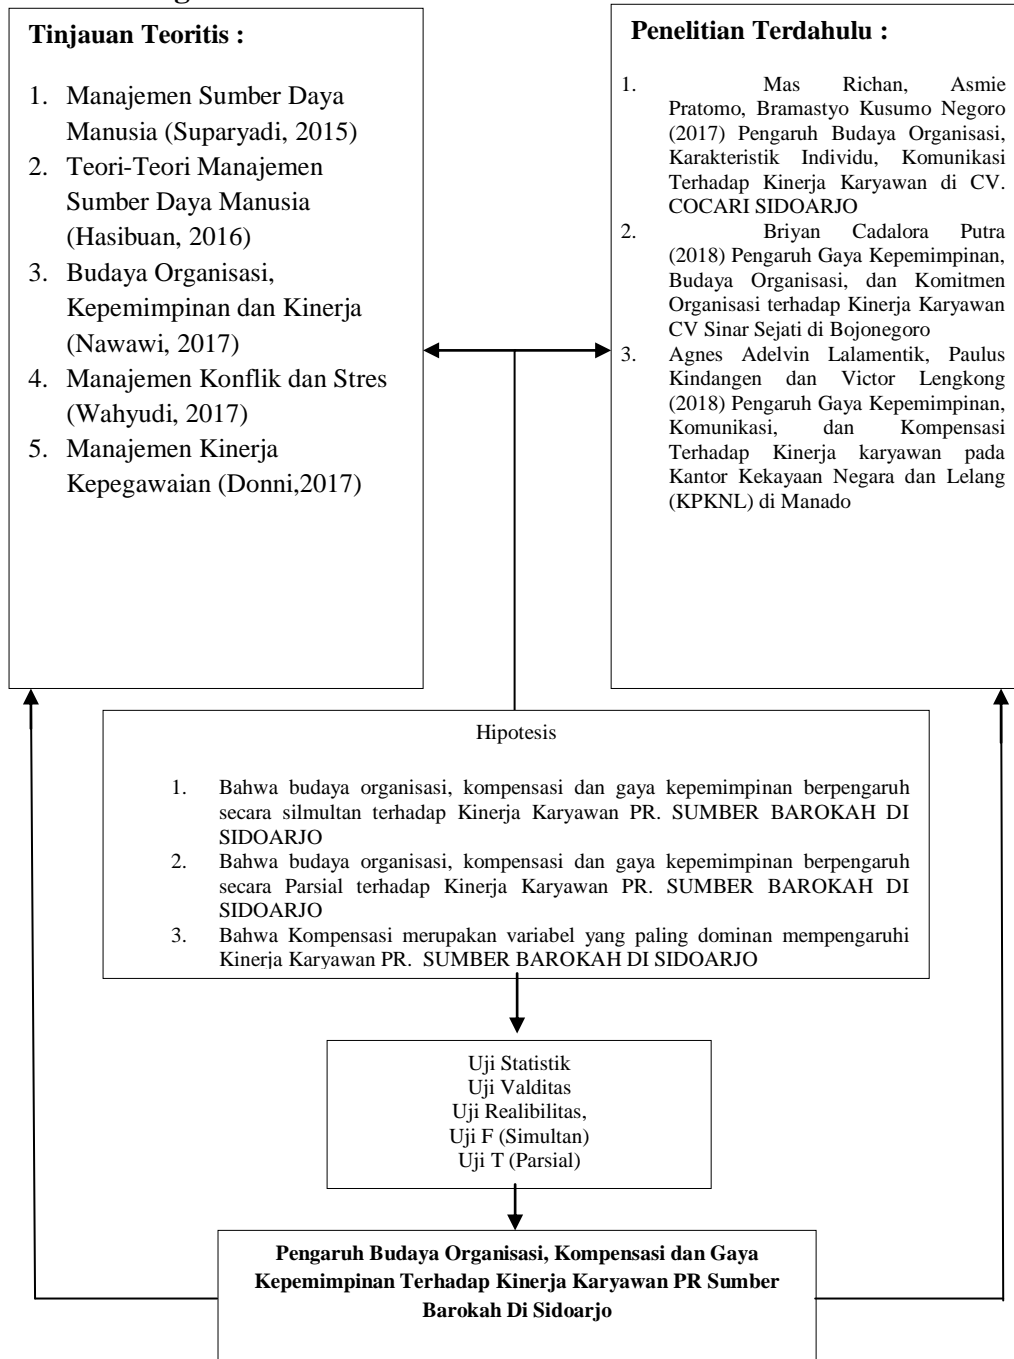 Tinjauan Teoritis :
1. Manajemen Sumber Daya
Manusia (Suparyadi, 2015)
2. Teori-Teori Manajemen
Sumber Daya Manusia
(Hasibuan, 2016)
3. Budaya Organisasi,
Kepemimpinan dan Kinerja
(Nawawi, 2017)
4. Manajemen Konflik dan Stres
(Wahyudi, 2017)
5. Manajemen Kinerja
Kepegawaian (Donni,2017)
Penelitian Terdahulu :
1. Mas Richan, Asmie
Pratomo, Bramastyo Kusumo Negoro
(2017) Pengaruh Budaya Organisasi,
Karakteristik Individu, Komunikasi
Terhadap Kinerja Karyawan di CV.
COCARI SIDOARJO
2. Briyan Cadalora Putra
(2018) Pengaruh Gaya Kepemimpinan,
Budaya Organisasi, dan Komitmen
Organisasi terhadap Kinerja Karyawan
CV Sinar Sejati di Bojonegoro
3. Agnes Adelvin Lalamentik, Paulus
Kindangen dan Victor Lengkong
(2018) Pengaruh Gaya Kepemimpinan,
Komunikasi, dan Kompensasi
Terhadap Kinerja karyawan pada
Kantor Kekayaan Negara dan Lelang
(KPKNL) di Manado
Hipotesis
1. Bahwa budaya organisasi, kompensasi dan gaya kepemimpinan berpengaruh
secara silmultan terhadap Kinerja Karyawan PR. SUMBER BAROKAH DI
SIDOARJO
2. Bahwa budaya organisasi, kompensasi dan gaya kepemimpinan berpengaruh
secara Parsial terhadap Kinerja Karyawan PR. SUMBER BAROKAH DI
SIDOARJO
3. Bahwa Kompensasi merupakan variabel yang paling dominan mempengaruhi
Kinerja Karyawan PR. SUMBER BAROKAH DI SIDOARJO
Uji Statistik
Uji Valditas
Uji Realibilitas,
Uji F (Simultan)
Uji T (Parsial)
Pengaruh Budaya Organisasi, Kompensasi dan Gaya
Kepemimpinan Terhadap Kinerja Karyawan PR Sumber
Barokah Di Sidoarjo